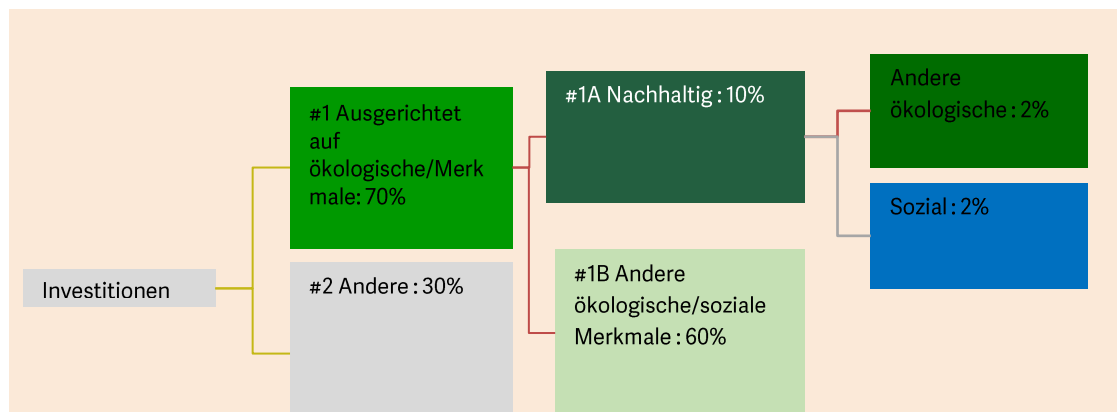 Investitionen
#1 Ausgerichtet
auf
ökologische/Merk
male: 70%
#2 Andere : 30%
#1A Nachhaltig : 10%
#1B Andere
ökologische/soziale
Merkmale : 60%
Andere
ökologische : 2%
Sozial : 2%